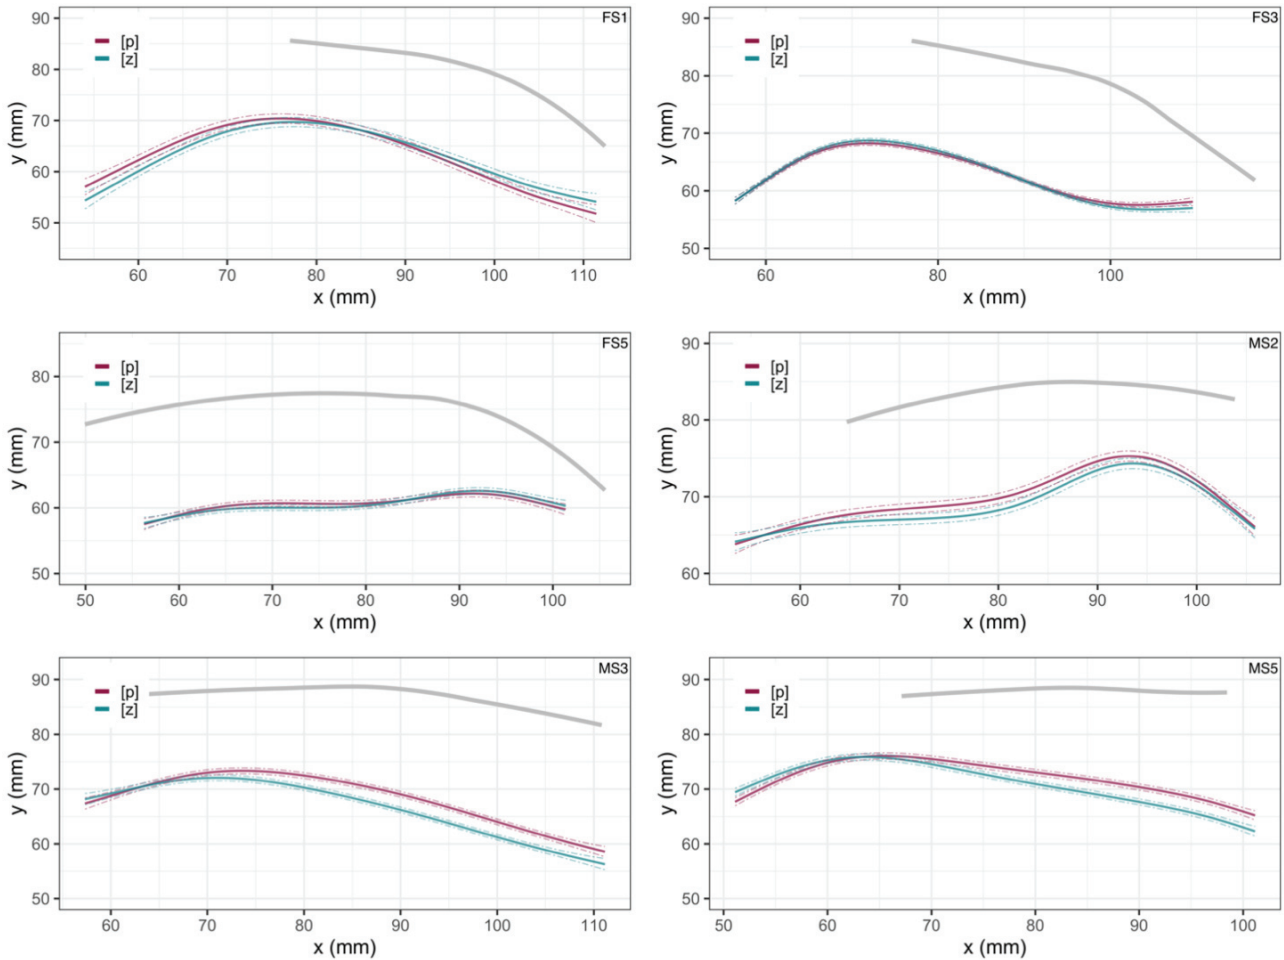 FS1
[p]
[z]
90
80
70
60
50
y (mm)
60 70 80 90 100 110
x (mm)
FS3
[p]
[z]
90
80
70
60
50
y (mm)
60 80 100
x (mm)
FS5
[p]
[z]
80
70
60
50
y (mm)
50 60 70 80 90 100
x (mm)
MS2
[p]
[z]
90
80
70
60
y (mm)
60 70 80 90 100
x (mm)
MS3
[p]
[z]
90
80
70
60
50
y (mm)
60 70 80 90 100 110
x (mm)
MS5
[p]
[z]
90
80
70
60
50
y (mm)
50 60 70 80 90 100
x (mm)